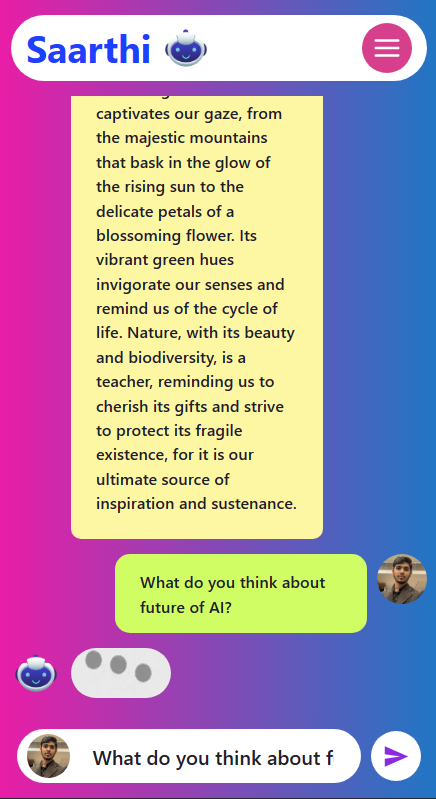 Saarthi
captivates our gaze, from
the majestic mountains
that bask in the glow of
the rising sun to the
delicate petals of a
blossoming flower. Its
vibrant green hues
invigorate our senses and
remind us of the cycle of
life. Nature, with its beauty
and biodiversity, is a
teacher, reminding us to
cherish its gifts and strive
to protect its fragile
existence, for it is our
ultimate source of
inspiration and sustenance.
What do you think about
future of AI?
What do you think about f